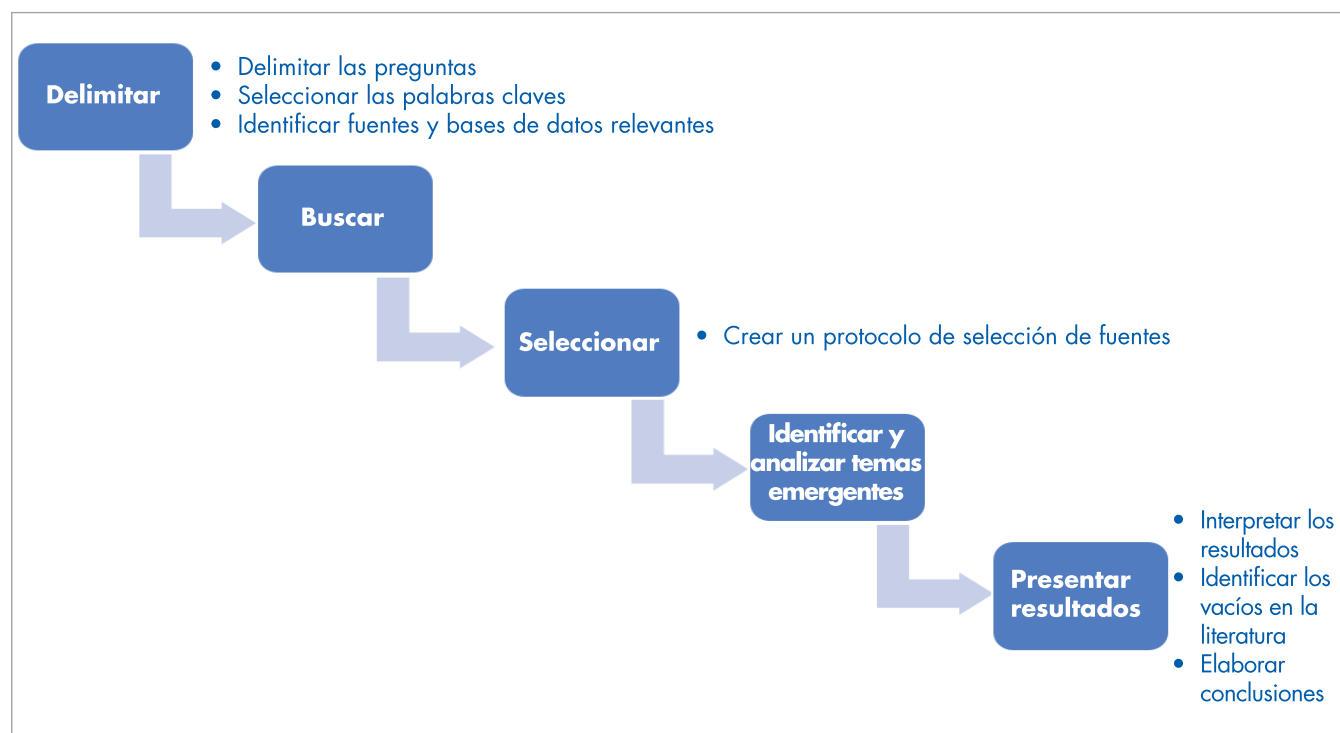 Delimitar
• Delimitar las preguntas
• Seleccionar las palabras claves
• Identificar fuentes y bases de datos relevantes
Buscar
Seleccionar
• Crear un protocolo de selección de fuentes
Identificar y
analizar temas
emergentes
Presentar
resultados
• Interpretar los
resultados
• Identificar los
vacíos en la
literatura
• Elaborar
conclusiones